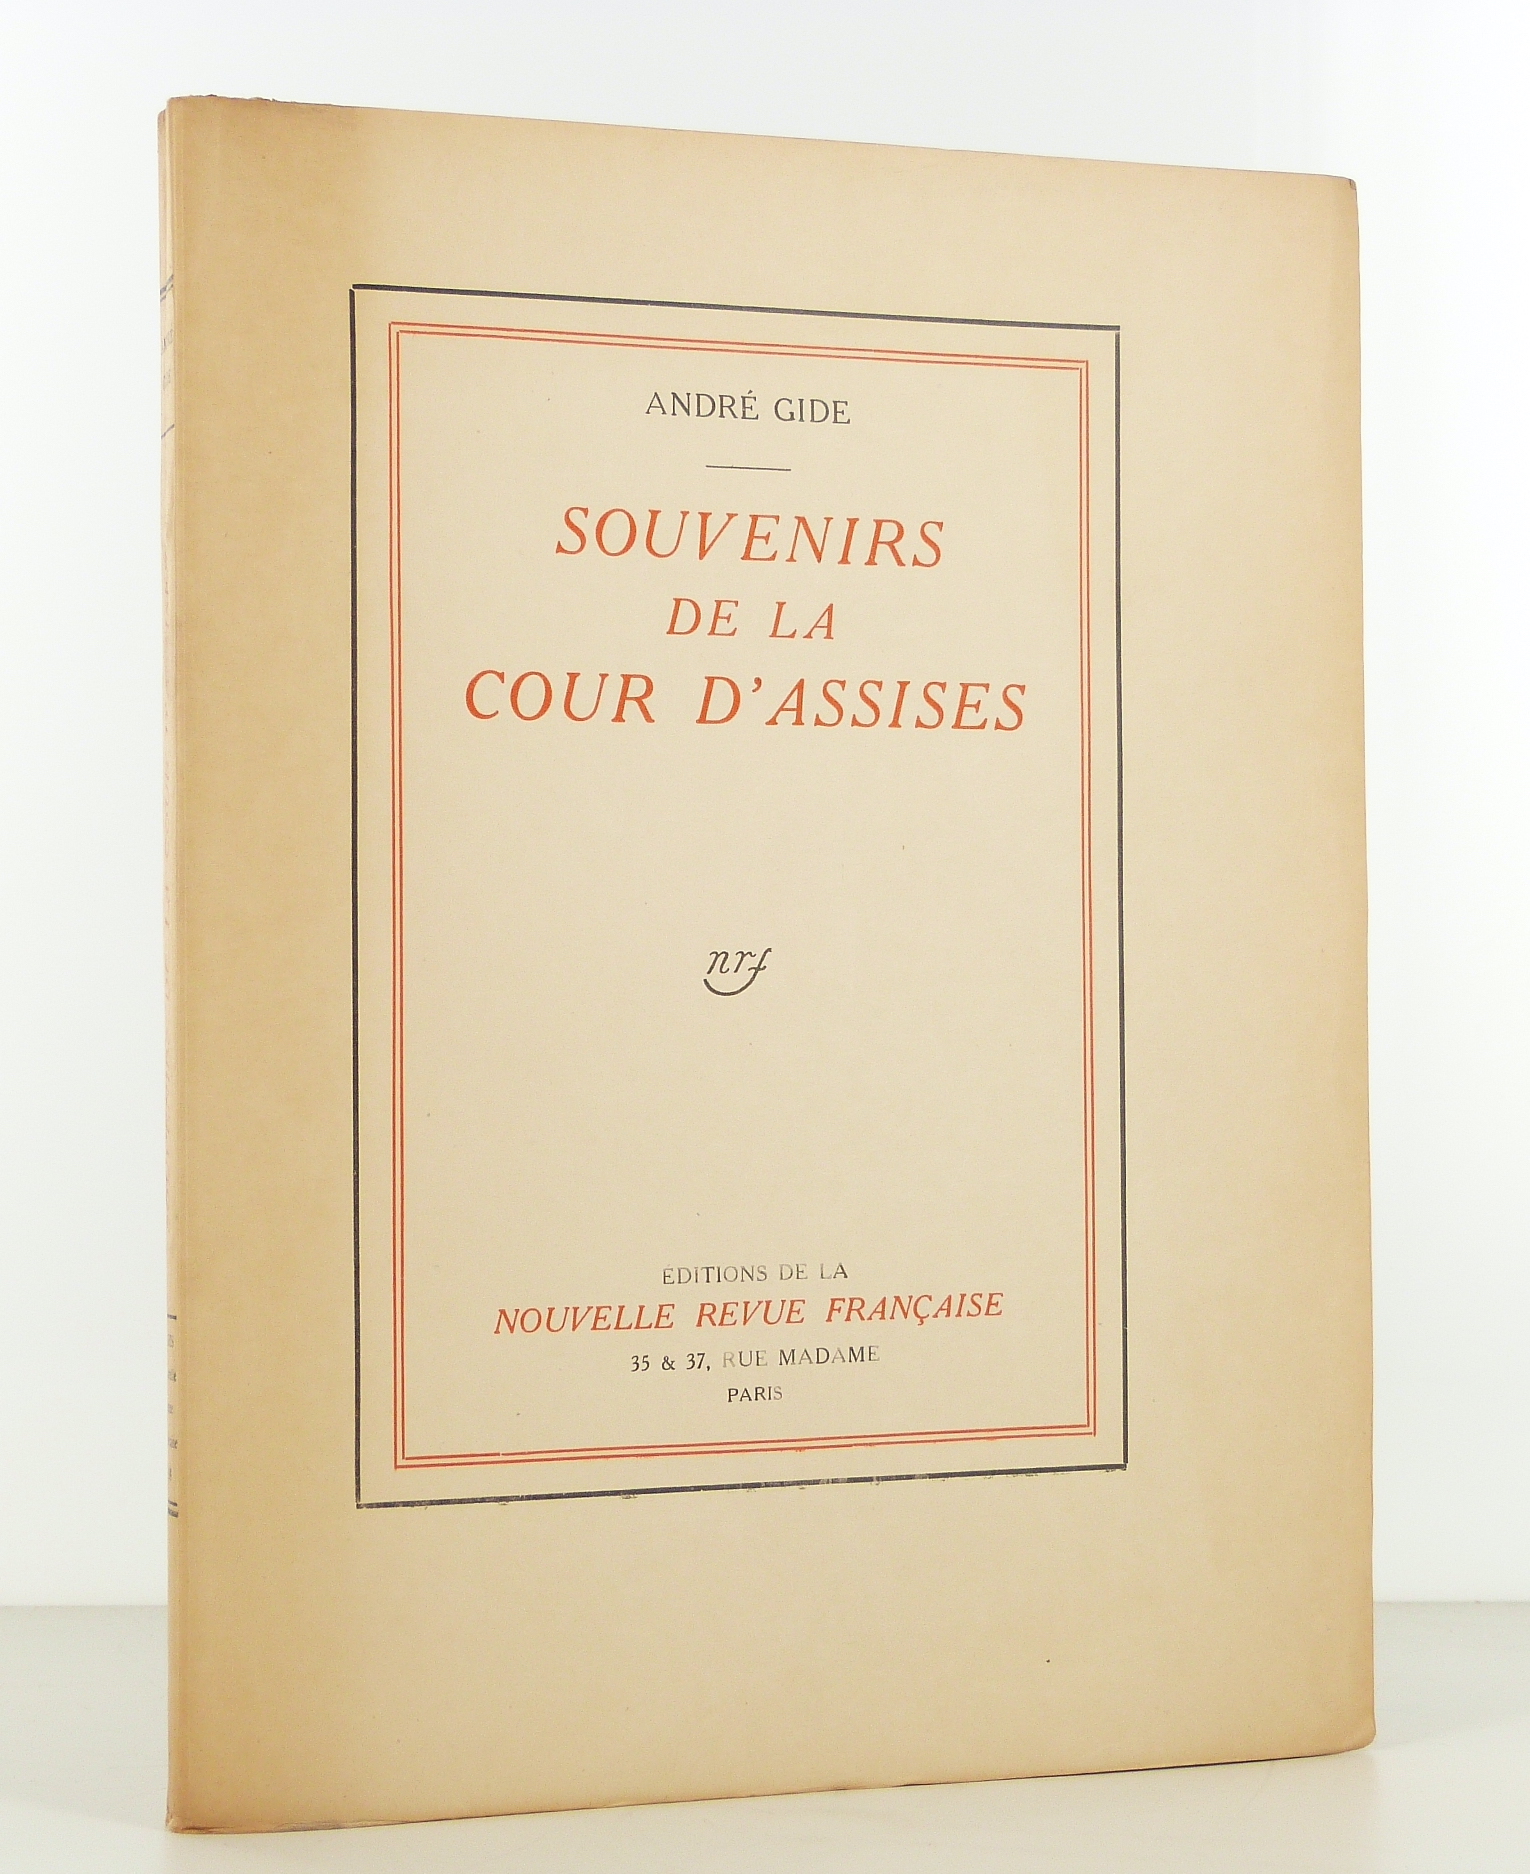 ANDRÉ GIDE
SOUVENIRS
DE LA
COUR D'ASSISES
nrf
ÉDITIONS DE LA
NOUVELLE REVUE FRANÇAISE
35 & 37, RUE MADAME
PARIS